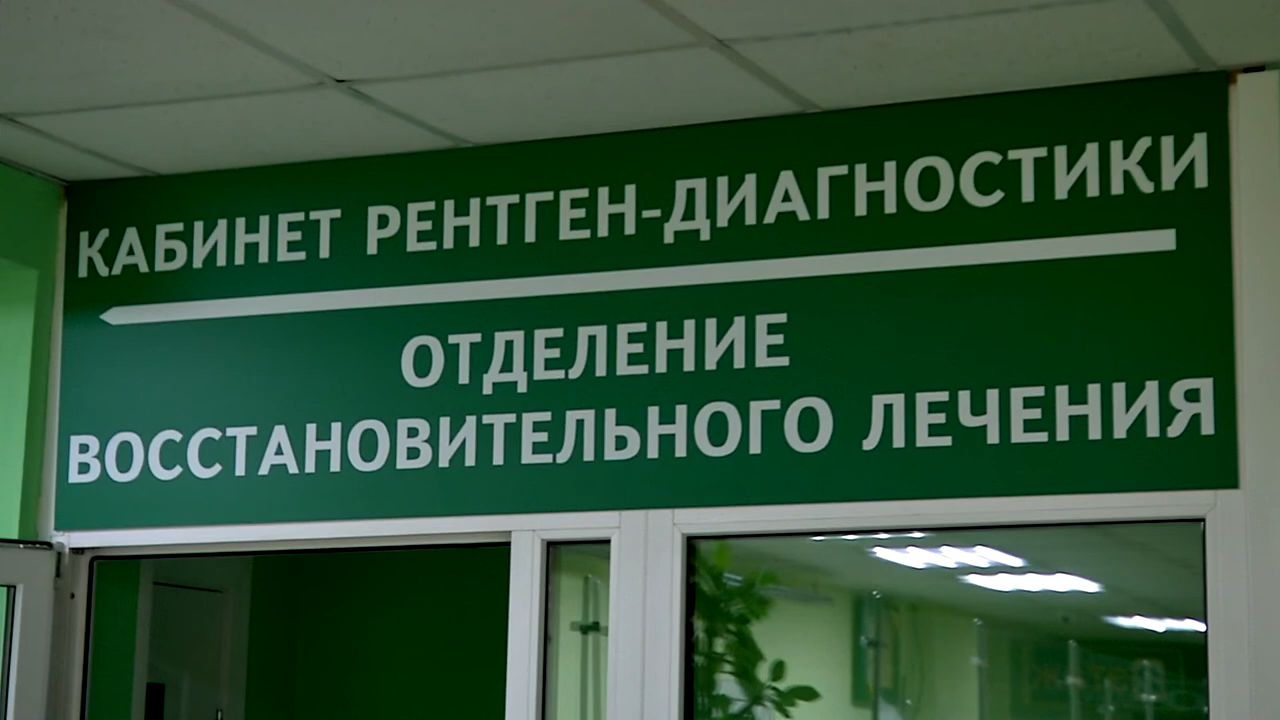 КАБИНЕТ РЕНТГЕН-ДИАГНОСТИКИ
ОТДЕЛЕНИЕ
ВОССТАНОВИТЕЛЬНОГО ЛЕЧЕНИЯ